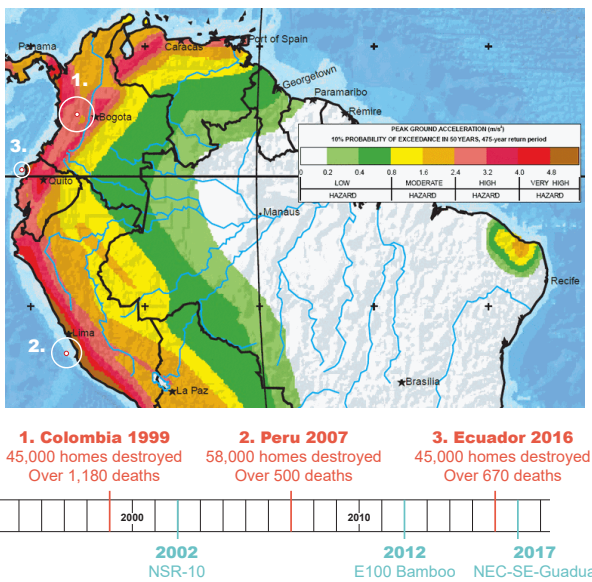 Panama
Caracas
Port of Spain
1.
Georgetown
Paramaribo
Rémire
Bogota
PEAK GROUND ACCELERATION (m/s²)
10% PROBABILITY OF EXCEEDANCE IN 50 YEARS, 475-year return period
0 0.2 0.4 0.8 1.6 2.4 3.2 4.0 4.8
LOW MODERATE HIGH VERY HIGH
HAZARD HAZARD HAZARD HAZARD
3.
Quito
Manaus
Recife
Lima
2.
La Paz
Brasilia
1. Colombia 1999
45,000 homes destroyed
Over 1,180 deaths
2. Peru 2007
58,000 homes destroyed
Over 500 deaths
3. Ecuador 2016
45,000 homes destroyed
Over 670 deaths
2000
2010
2002
NSR-10
2012
E100 Bamboo
2017
NEC-SE-Guadua